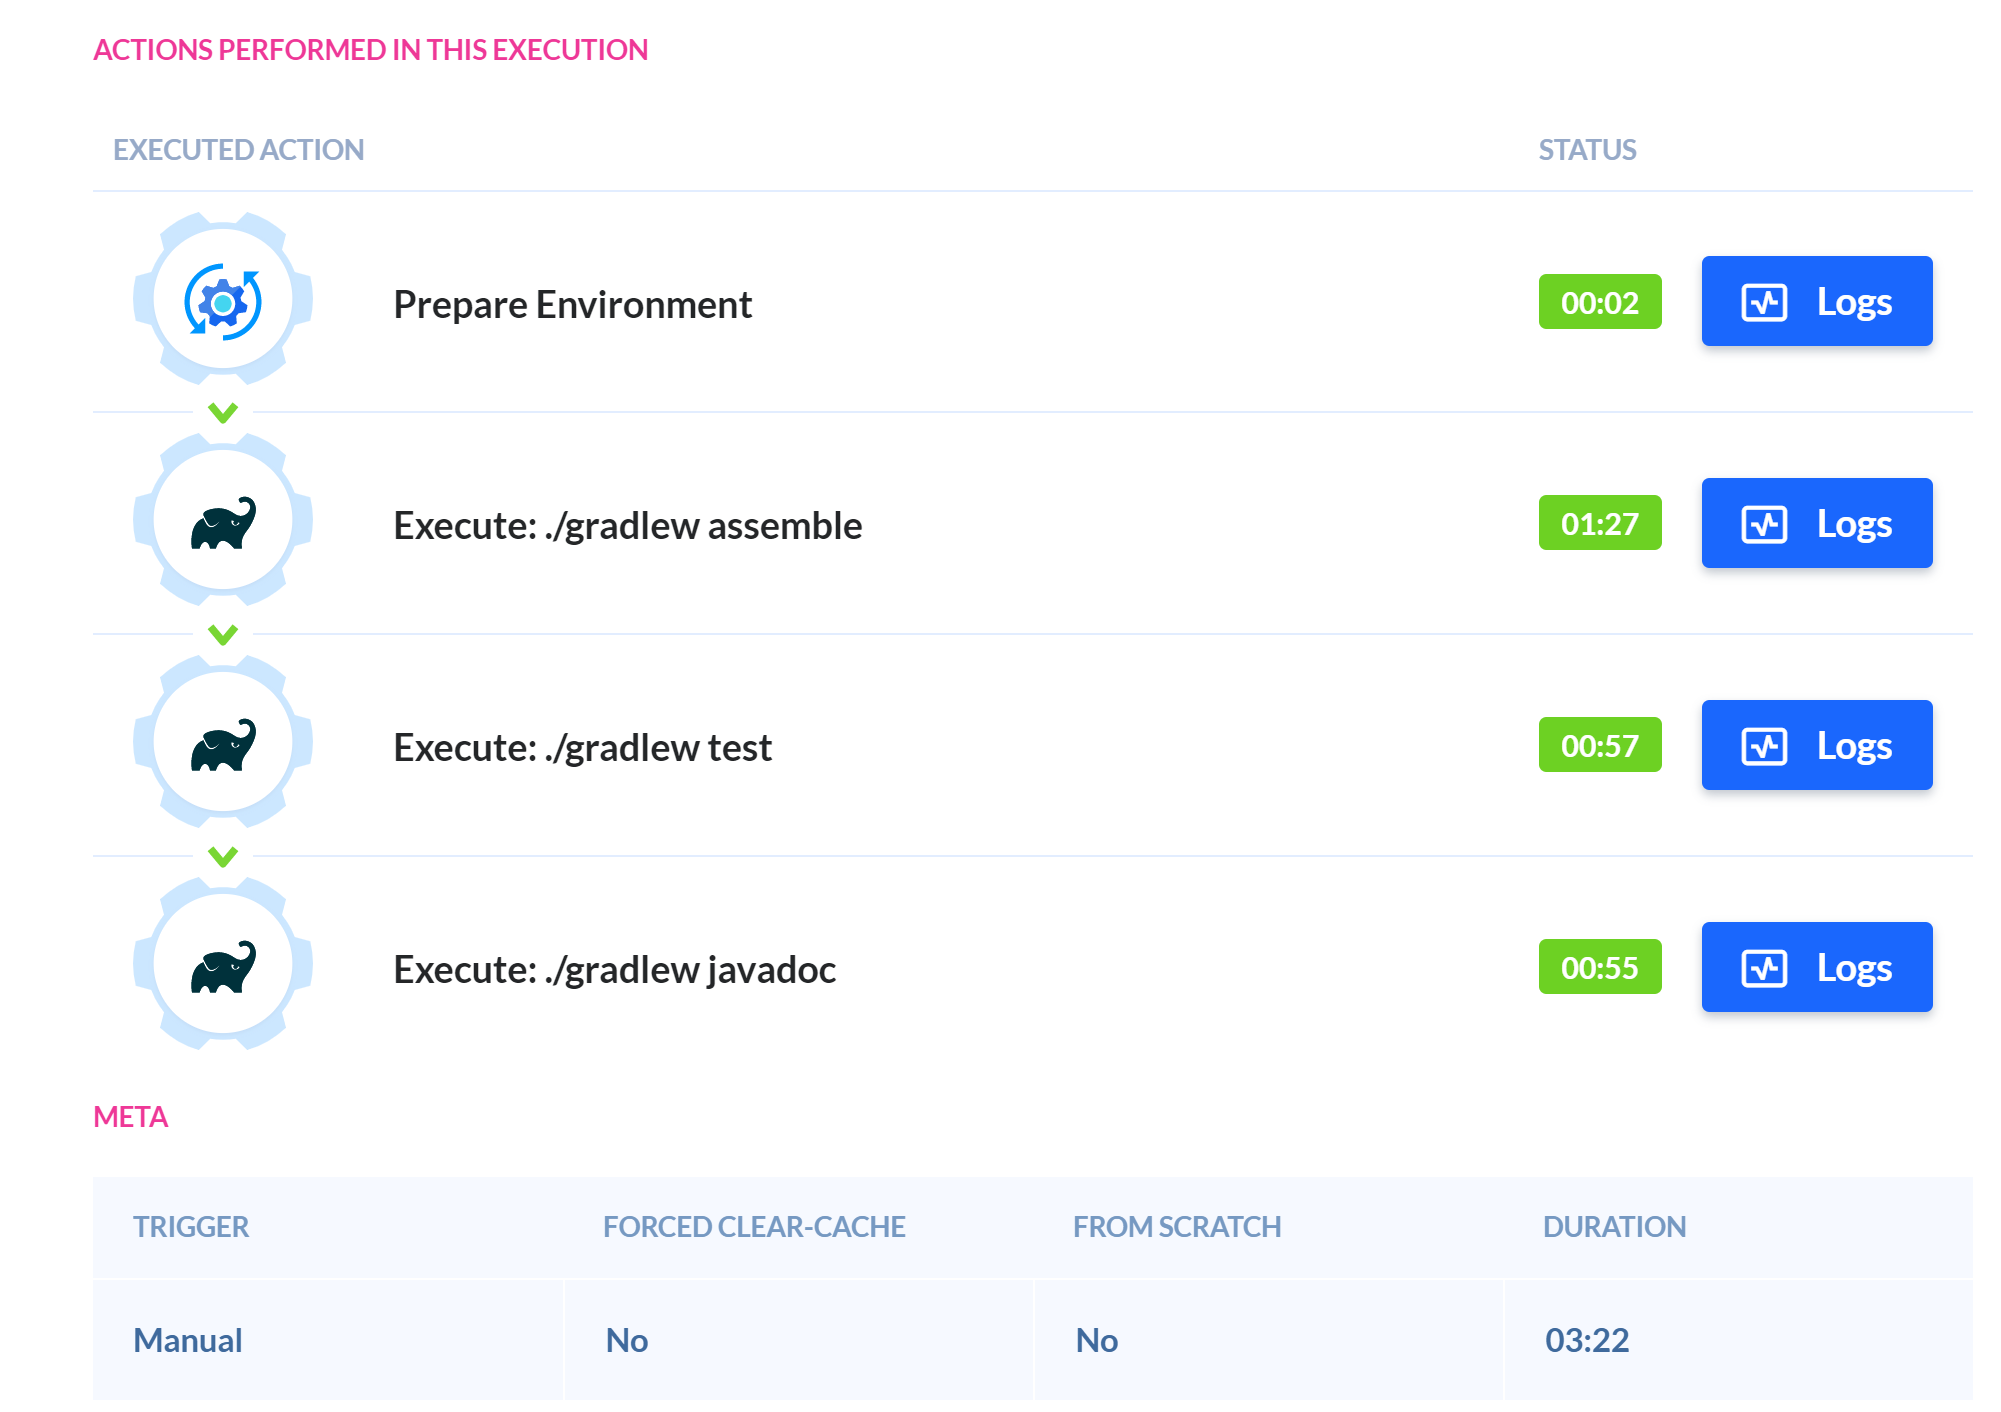 ACTIONS PERFORMED IN THIS EXECUTION
EXECUTED ACTION STATUS
Prepare Environment 00:02 Logs
Execute: ./gradlew assemble 01:27 Logs
Execute: ./gradlew test 00:57 Logs
Execute: ./gradlew javadoc 00:55 Logs
META
TRIGGER FORCED CLEAR-CACHE FROM SCRATCH DURATION
Manual No No 03:22